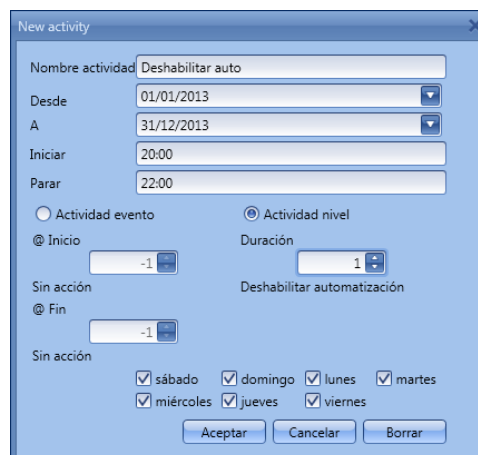 New activity
Nombre actividad Deshabilitar auto
Desde 01/01/2013
A 31/12/2013
Iniciar 20:00
Parar 22:00
Actividad evento Actividad nivel
@ Inicio Duración
-1 1
Sin acción Deshabilitar automatización
@ Fin
-1
Sin acción
sábado domingo lunes martes
miércoles jueves viernes
Aceptar Cancelar Borrar